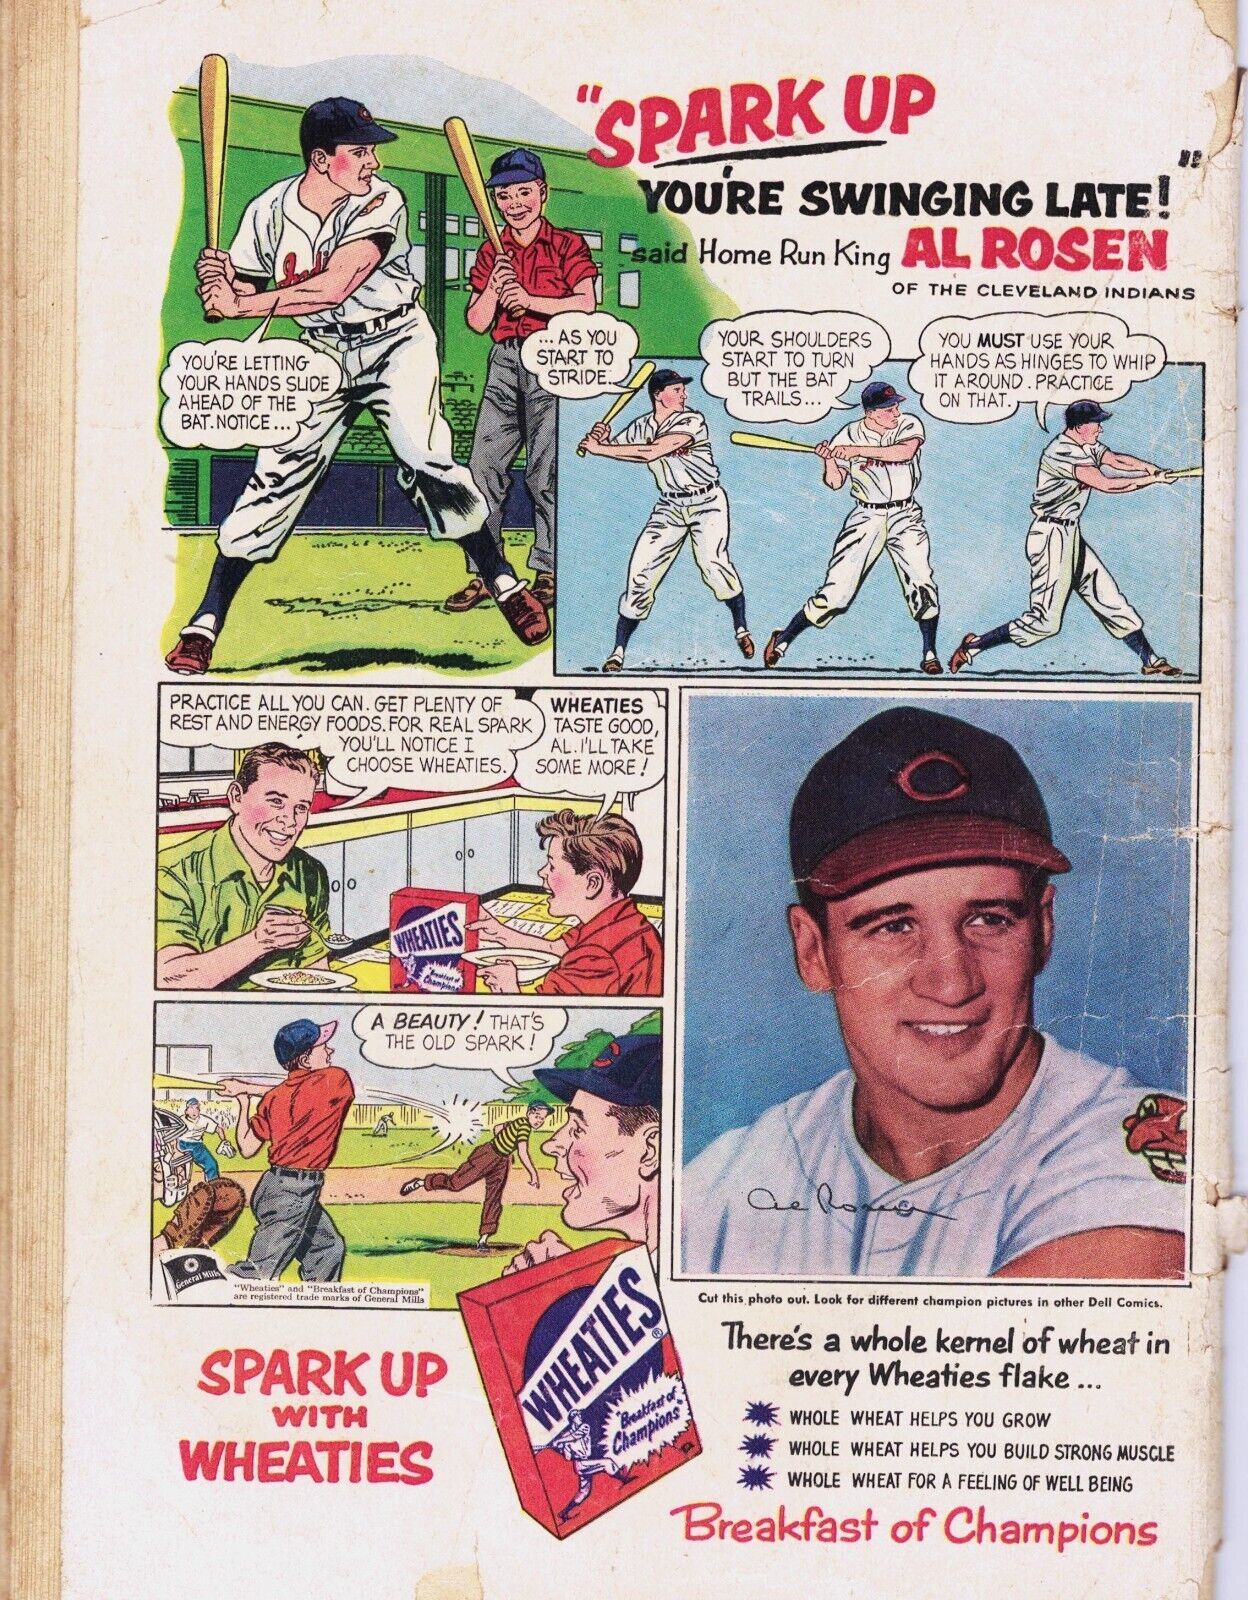 "SPARK UP
YOU'RE SWINGING LATE!"
said Home Run King AL ROSEN
OF THE CLEVELAND INDIANS
YOU'RE LETTING
YOUR HANDS SLIDE
AHEAD OF THE
BAT. NOTICE ...
... AS YOU
START TO
STRIDE...
YOUR SHOULDERS
START TO TURN
BUT THE BAT
TRAILS...
YOU MUST USE YOUR
HANDS AS HINGES TO WHIP
IT AROUND. PRACTICE
ON THAT.
PRACTICE ALL YOU CAN. GET PLENTY OF
REST AND ENERGY FOODS. FOR REAL SPARK
YOU'LL NOTICE I
CHOOSE WHEATIES.
WHEATIES
TASTE GOOD,
AL. I'LL TAKE
SOME MORE!
WHEATIES
Breakfast of
Champions
A BEAUTY! THAT'S
THE OLD SPARK!
General Mills
"Wheaties" and "Breakfast of Champions"
are registered trade marks of General Mills
C
Al Rosen
Cut this photo out. Look for different champion pictures in other Dell Comics.
SPARK UP
WITH
WHEATIES
WHEATIES®
"Breakfast of
Champions"
There's a whole kernel of wheat in
every Wheaties flake ...
WHOLE WHEAT HELPS YOU GROW
WHOLE WHEAT HELPS YOU BUILD STRONG MUSCLE
WHOLE WHEAT FOR A FEELING OF WELL BEING
Breakfast of Champions